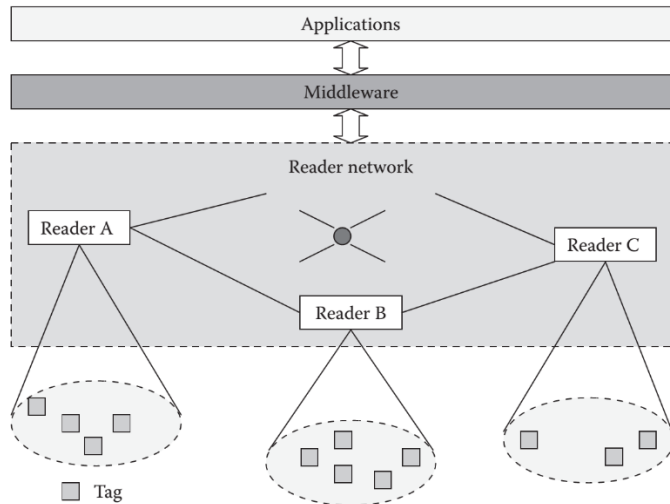 Applications
Middleware
Reader network
Reader A
Reader C
Reader B
Tag